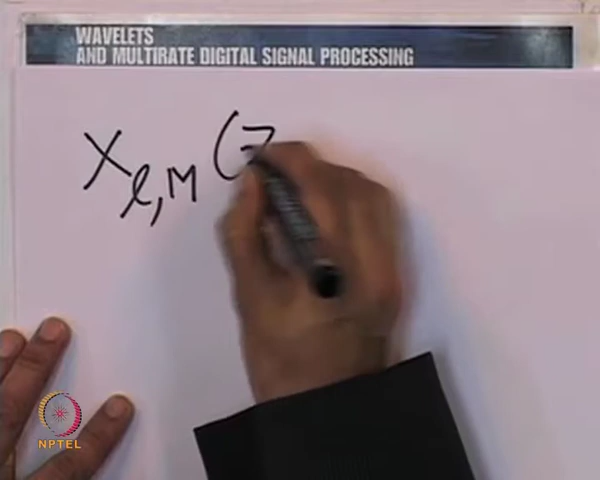 WAVELETS
AND MULTIRATE DIGITAL SIGNAL PROCESSING
X_{l,M} (Z
NPTEL